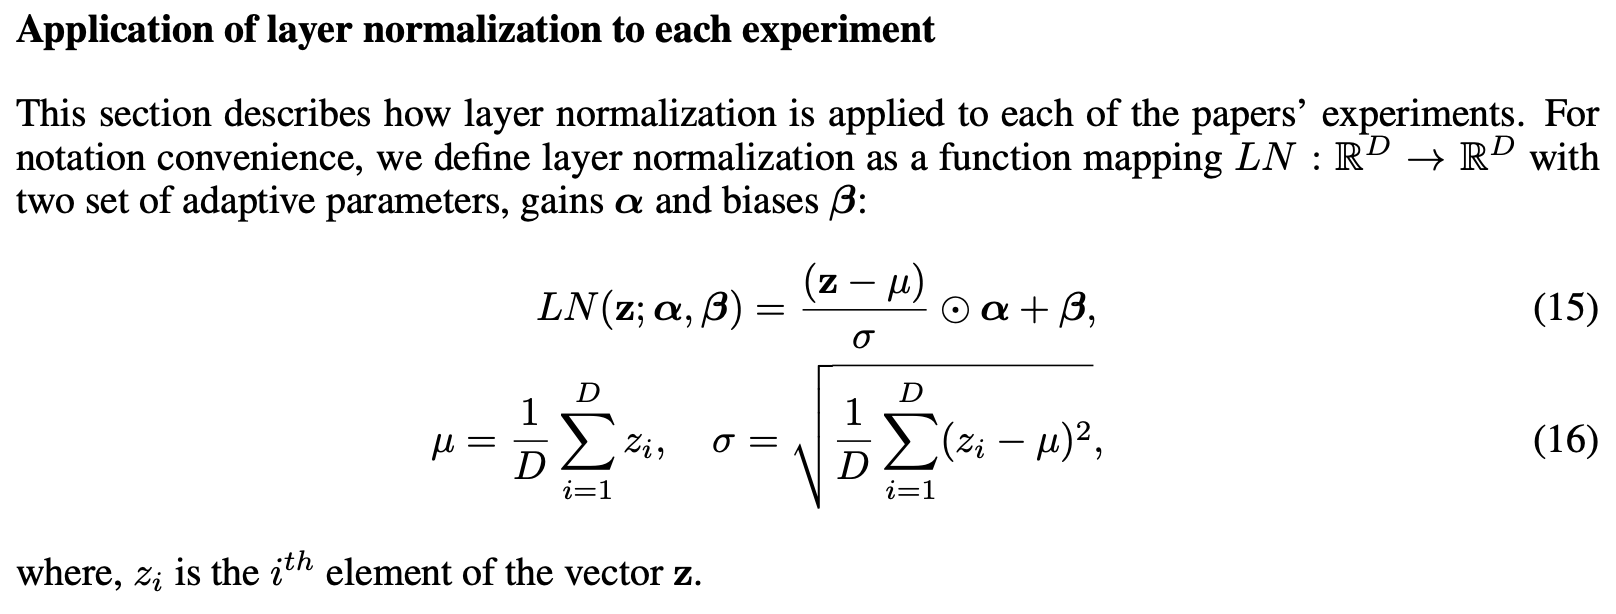 Application of layer normalization to each experiment
This section describes how layer normalization is applied to each of the papers’ experiments. For
notation convenience, we define layer normalization as a function mapping $LN : \mathbb{R}^D \to \mathbb{R}^D$ with
two set of adaptive parameters, gains $\boldsymbol{\alpha}$ and biases $\boldsymbol{\beta}$:
$LN(\mathbf{z}; \boldsymbol{\alpha}, \boldsymbol{\beta}) = \frac{(\mathbf{z} - \mu)}{\sigma} \odot \boldsymbol{\alpha} + \boldsymbol{\beta},$ (15)
$\mu = \frac{1}{D} \sum_{i=1}^{D} z_i, \quad \sigma = \sqrt{\frac{1}{D} \sum_{i=1}^{D} (z_i - \mu)^2},$ (16)
where, $z_i$ is the $i^{th}$ element of the vector $\mathbf{z}$.